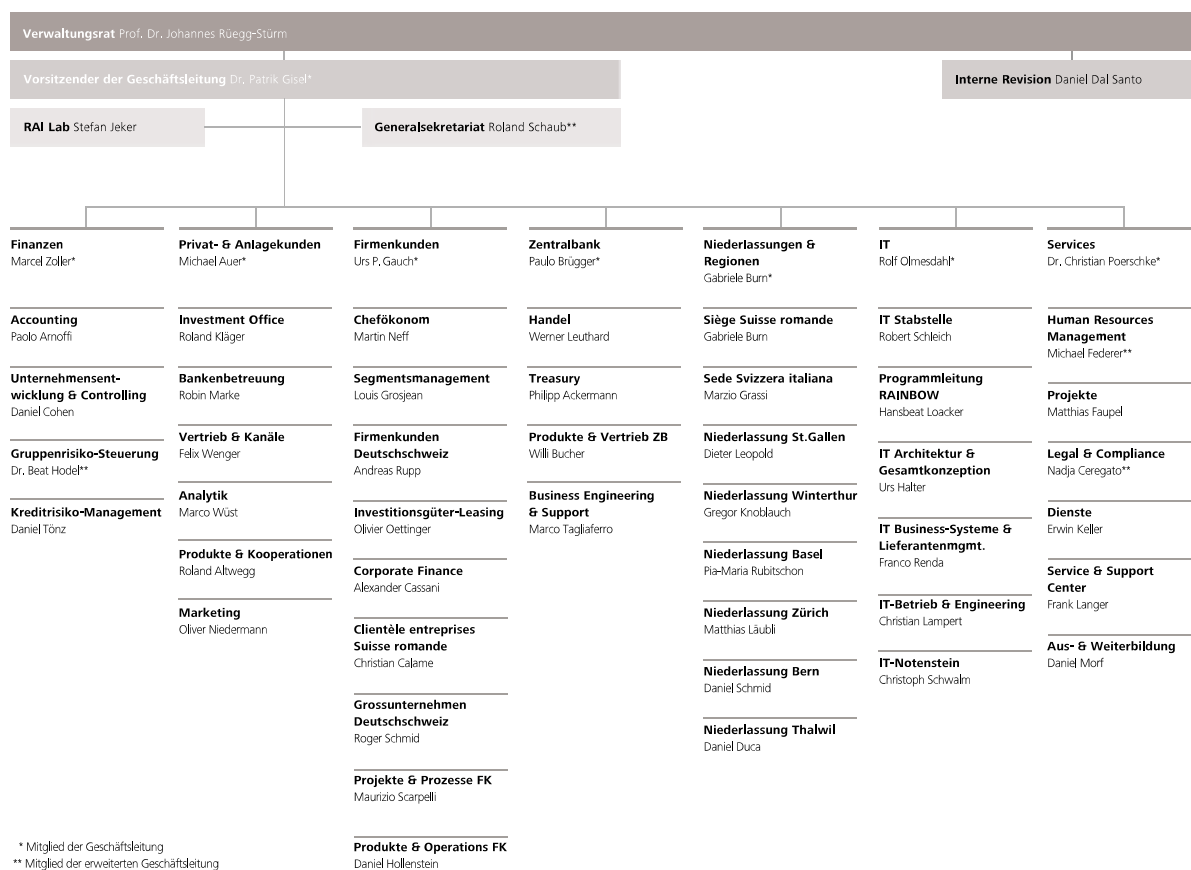 Verwaltungsrat Prof. Dr. Johannes Rüegg-Stürm
Vorsitzender der Geschäftsleitung Dr. Patrik Gisel*
Interne Revision Daniel Dal Santo
RAI Lab Stefan Jeker
Generalsekretariat Roland Schaub**
Finanzen
Marcel Zoller*
Accounting
Paolo Arnoffi
Unternehmensent-
wicklung & Controlling
Daniel Cohen
Gruppenrisiko-Steuerung
Dr. Beat Hodel**
Kreditrisiko-Management
Daniel Tönz
Privat- & Anlagekunden
Michael Auer*
Investment Office
Roland Kläger
Bankenbetreuung
Robin Marke
Vertrieb & Kanäle
Felix Wenger
Analytik
Marco Wüst
Produkte & Kooperationen
Roland Altwegg
Marketing
Oliver Niedermann
Firmenkunden
Urs P. Gauch*
Chefökonom
Martin Neff
Segmentsmanagement
Louis Grosjean
Firmenkunden
Deutschschweiz
Andreas Rupp
Investitionsgüter-Leasing
Olivier Oettinger
Corporate Finance
Alexander Cassani
Clientèle entreprises
Suisse romande
Christian Calame
Grossunternehmen
Deutschschweiz
Roger Schmid
Projekte & Prozesse FK
Maurizio Scarpelli
Produkte & Operations FK
Daniel Hollenstein
Zentralbank
Paulo Brügger*
Handel
Werner Leuthard
Treasury
Philipp Ackermann
Produkte & Vertrieb ZB
Willi Bucher
Business Engineering
& Support
Marco Tagliaferro
Niederlassungen &
Regionen
Gabriele Burn*
Siège Suisse romande
Gabriele Burn
Sede Svizzera italiana
Marzio Grassi
Niederlassung St.Gallen
Dieter Leopold
Niederlassung Winterthur
Gregor Knoblauch
Niederlassung Basel
Pia-Maria Rubitschon
Niederlassung Zürich
Matthias Läubli
Niederlassung Bern
Daniel Schmid
Niederlassung Thalwil
Daniel Duca
IT
Rolf Olmesdahl*
IT Stabstelle
Robert Schleich
Programmleitung
RAINBOW
Hansbeat Loacker
IT Architektur &
Gesamtkonzeption
Urs Halter
IT Business-Systeme &
Lieferantenmgmt.
Franco Renda
IT-Betrieb & Engineering
Christian Lampert
IT-Notenstein
Christoph Schwalm
Services
Dr. Christian Poerschke*
Human Resources
Management
Michael Federer**
Projekte
Matthias Faupel
Legal & Compliance
Nadja Ceregato**
Dienste
Erwin Keller
Service & Support
Center
Frank Langer
Aus- & Weiterbildung
Daniel Morf
* Mitglied der Geschäftsleitung
** Mitglied der erweiterten Geschäftsleitung